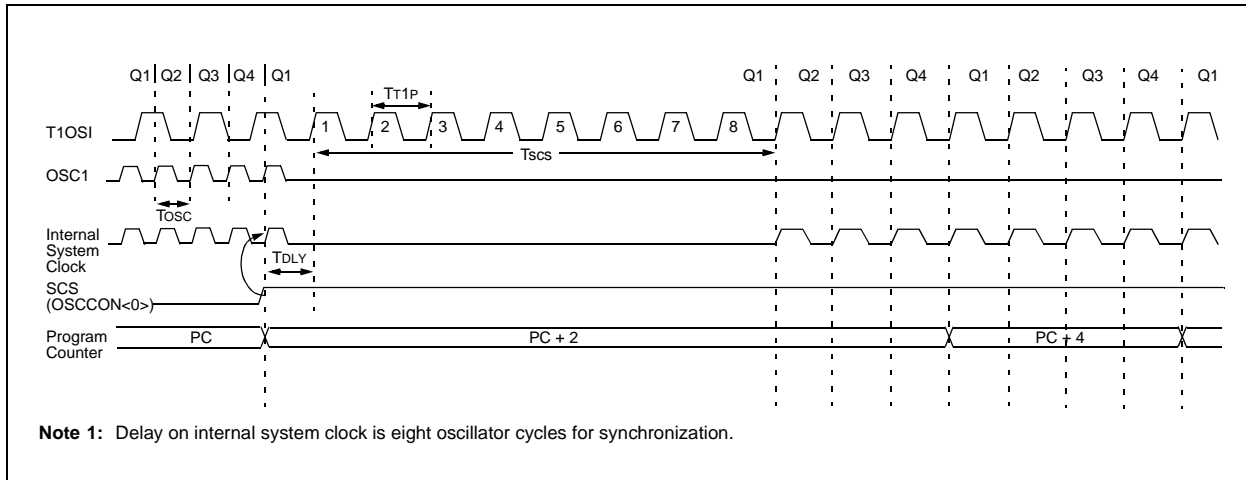 Q1 Q2 Q3 Q4 Q1 Q1 Q2 Q3 Q4 Q1 Q2 Q3 Q4 Q1
TT1P
T1OSI 1 2 3 4 5 6 7 8
TSCS
OSC1
TOSC
Internal
System
Clock
TDLY
SCS
(OSCCON<0>)
Program
Counter
PC PC + 2 PC + 4
Note 1: Delay on internal system clock is eight oscillator cycles for synchronization.